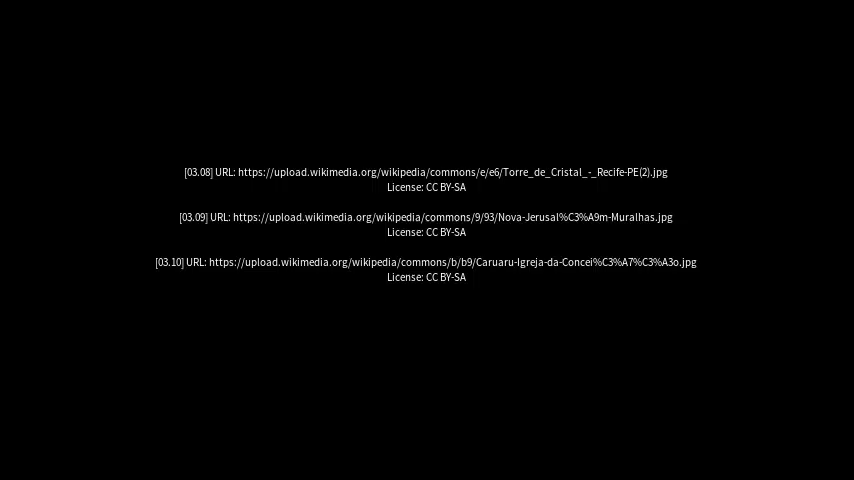 [03.08] URL: https://upload.wikimedia.org/wikipedia/commons/e/e6/Torre_de_Cristal_-_Recife-PE(2).jpg
License: CC BY-SA
[03.09] URL: https://upload.wikimedia.org/wikipedia/commons/9/93/Nova-Jerusal%C3%A9m-Muralhas.jpg
License: CC BY-SA
[03.10] URL: https://upload.wikimedia.org/wikipedia/commons/b/b9/Caruaru-Igreja-da-Concei%C3%A7%C3%A3o.jpg
License: CC BY-SA